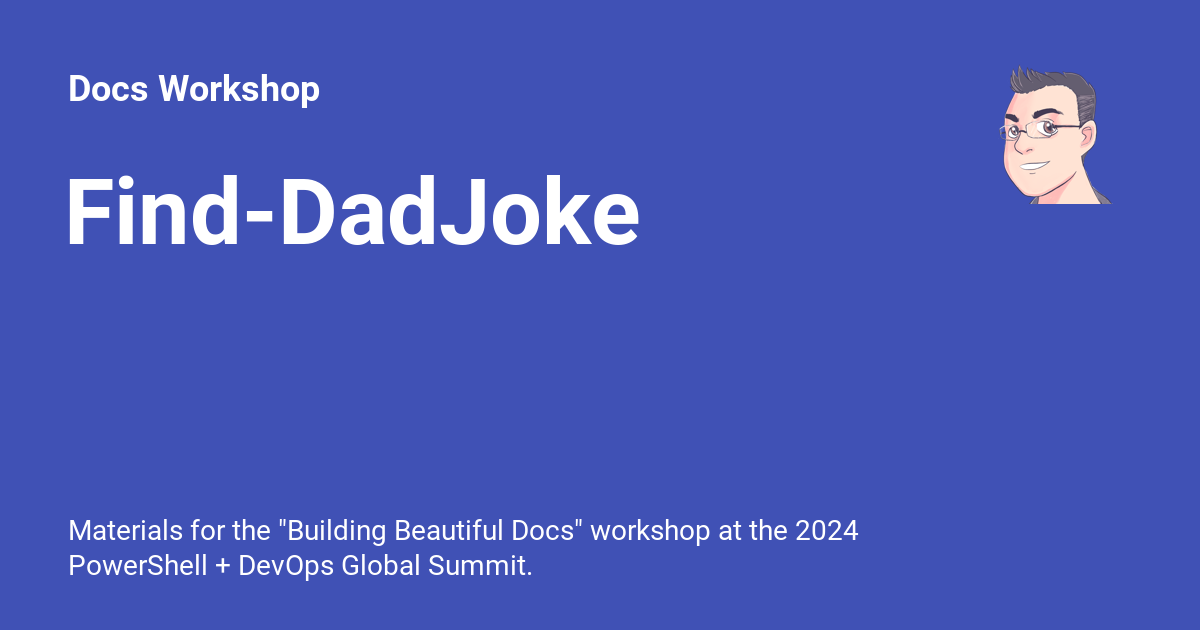 Docs Workshop
Find-DadJoke
Materials for the "Building Beautiful Docs" workshop at the 2024
PowerShell + DevOps Global Summit.